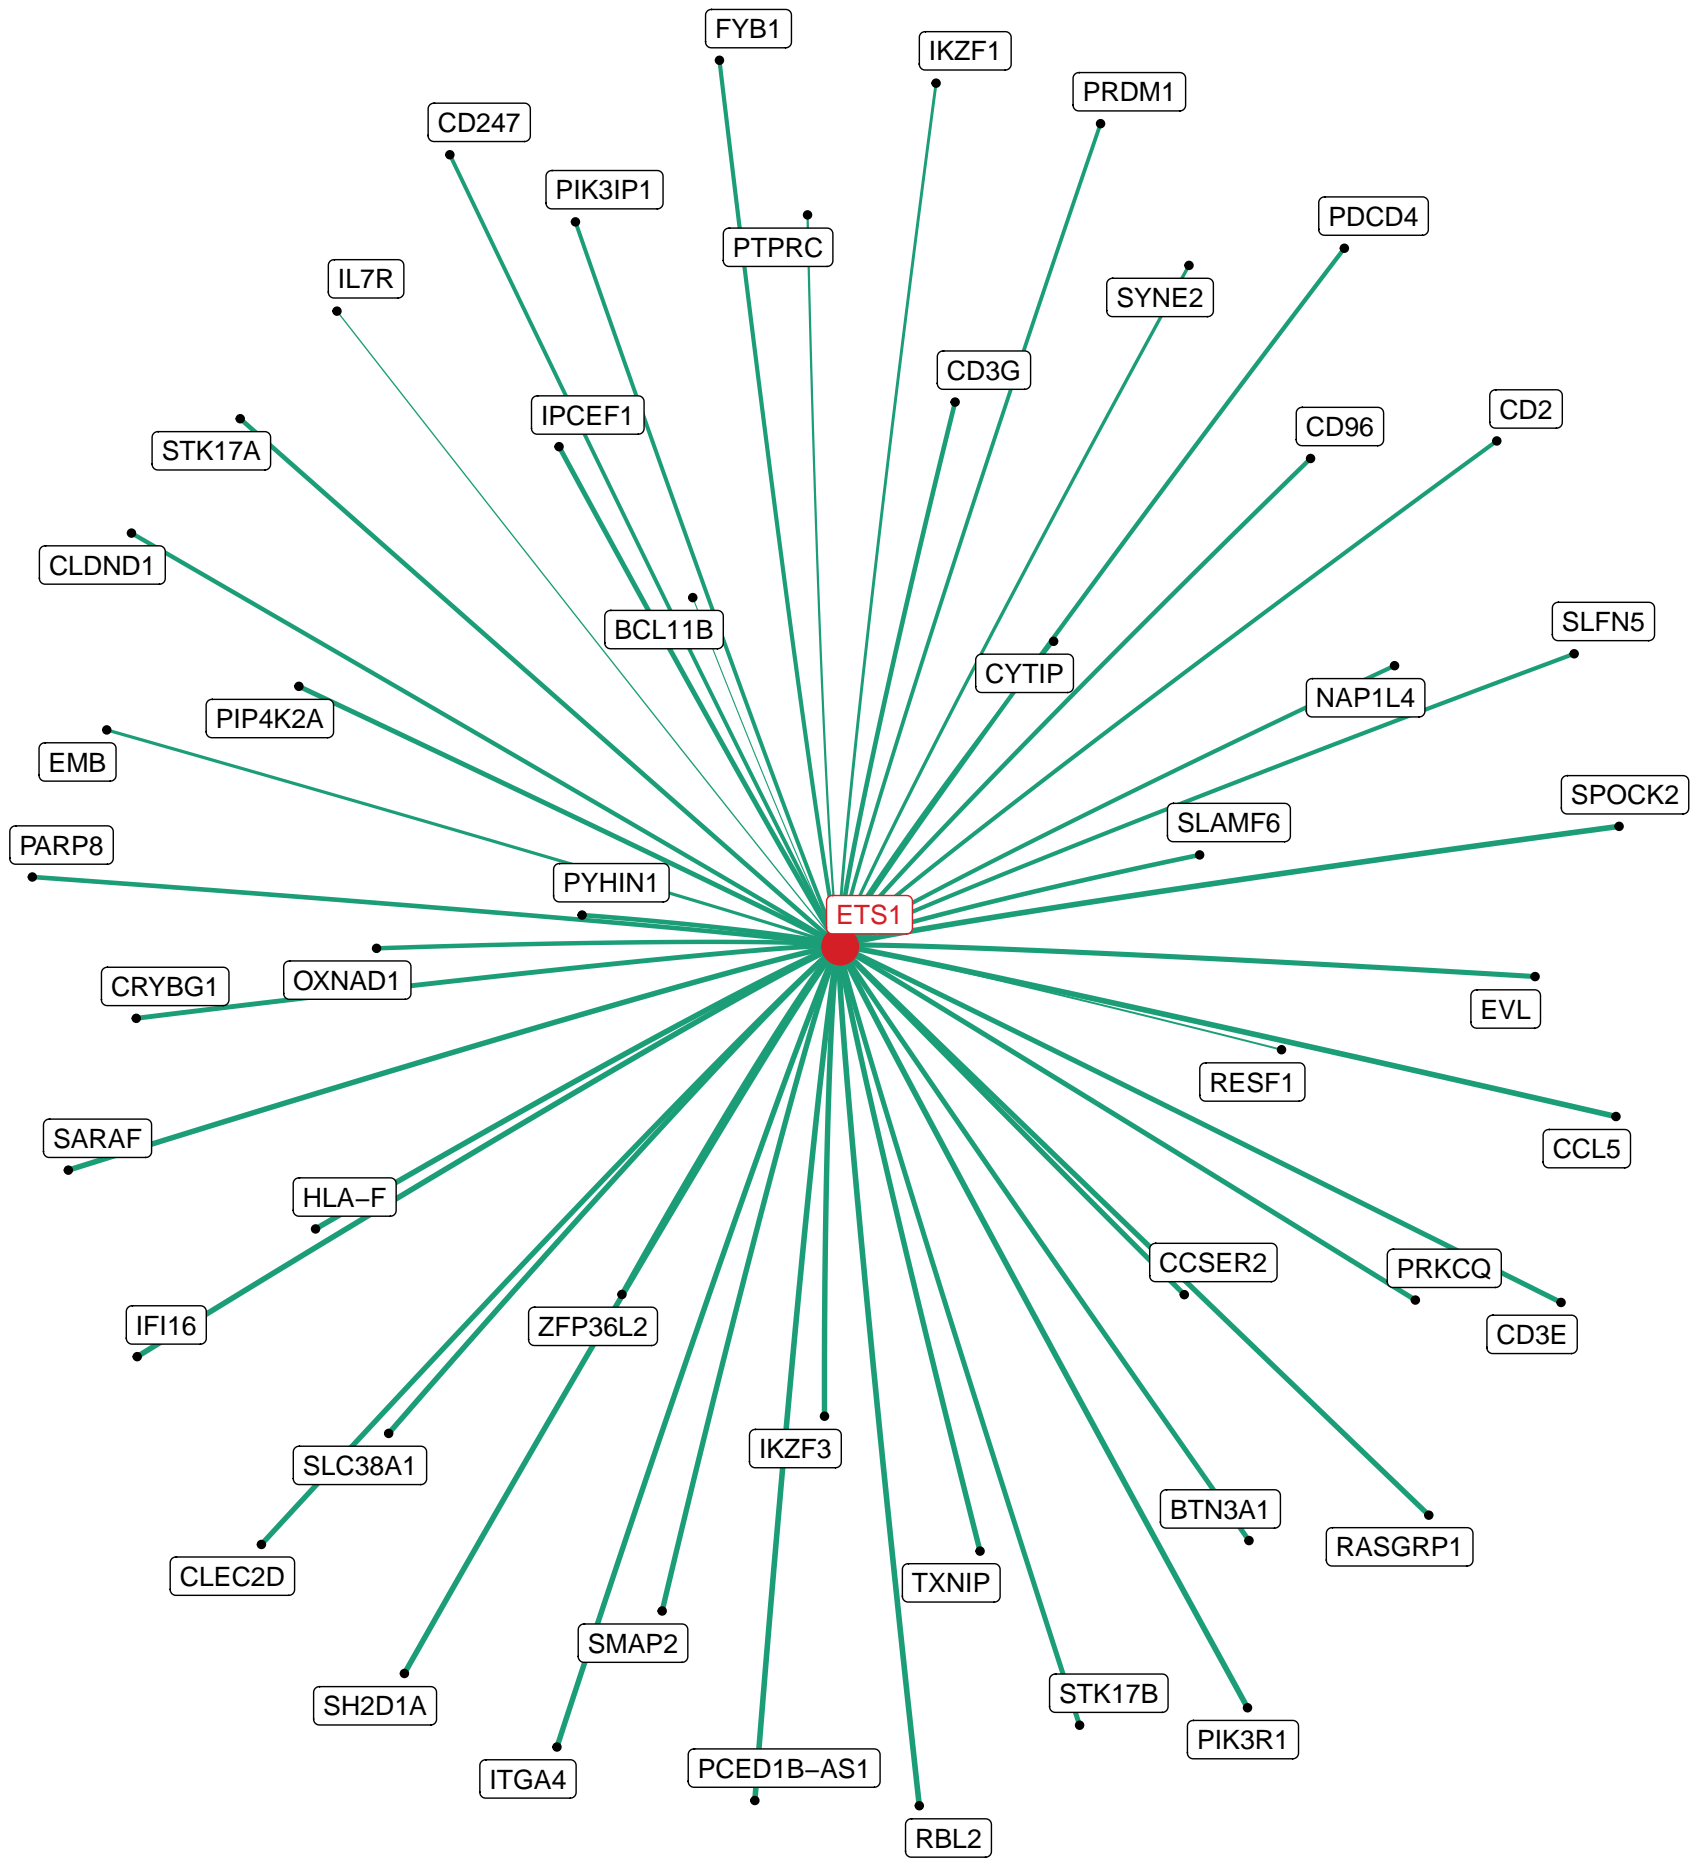 FYB1
IKZF1
PRDM1
CD247
PIK3IP1
PDCD4
PTPRC
IL7R
SYNE2
CD3G
CD2
IPCEF1
CD96
STK17A
CLDND1
SLFN5
BCL11B
CYTIP
NAP1L4
PIP4K2A
EMB
SPOCK2
SLAMF6
PARP8
PYHIN1
ETS1
OXNAD1
CRYBG1
EVL
RESF1
SARAF
CCL5
HLA−F
CCSER2
PRKCQ
IFI16
ZFP36L2
CD3E
IKZF3
SLC38A1
BTN3A1
RASGRP1
CLEC2D
TXNIP
SMAP2
STK17B
SH2D1A
PIK3R1
PCED1B−AS1
ITGA4
RBL2